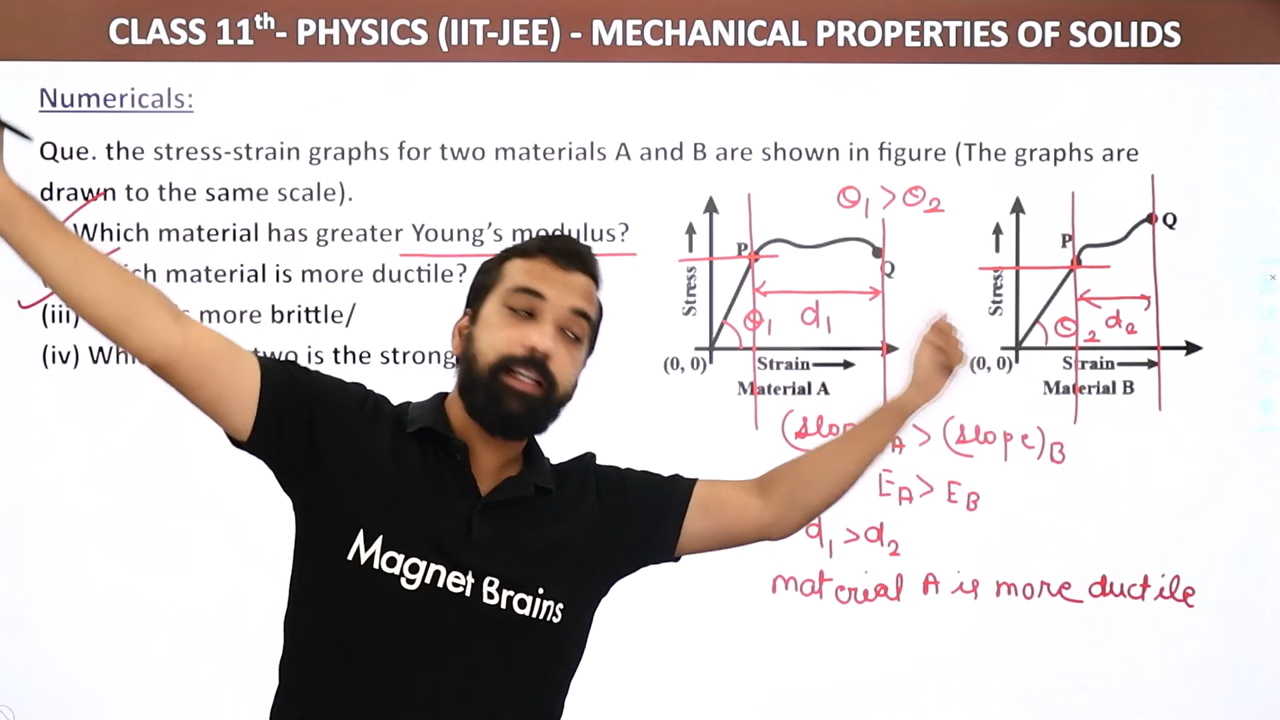 CLASS 11th- PHYSICS (IIT-JEE) - MECHANICAL PROPERTIES OF SOLIDS
Numericals:
Que. the stress-strain graphs for two materials A and B are shown in figure (The graphs are
drawn to the same scale).
Which material has greater Young's modulus?
material is more ductile?
(iii) more brittle/
(iv) two is the strong
θ1 > θ2
P
Q
Stress
θ1
d1
(0, 0)
Strain
Material A
P
Q
Stress
θ2
d2
(0, 0)
Strain
Material B
(slope)A > (slope)B
EA > EB
d1 > d2
material A is more ductile
Magnet Brains